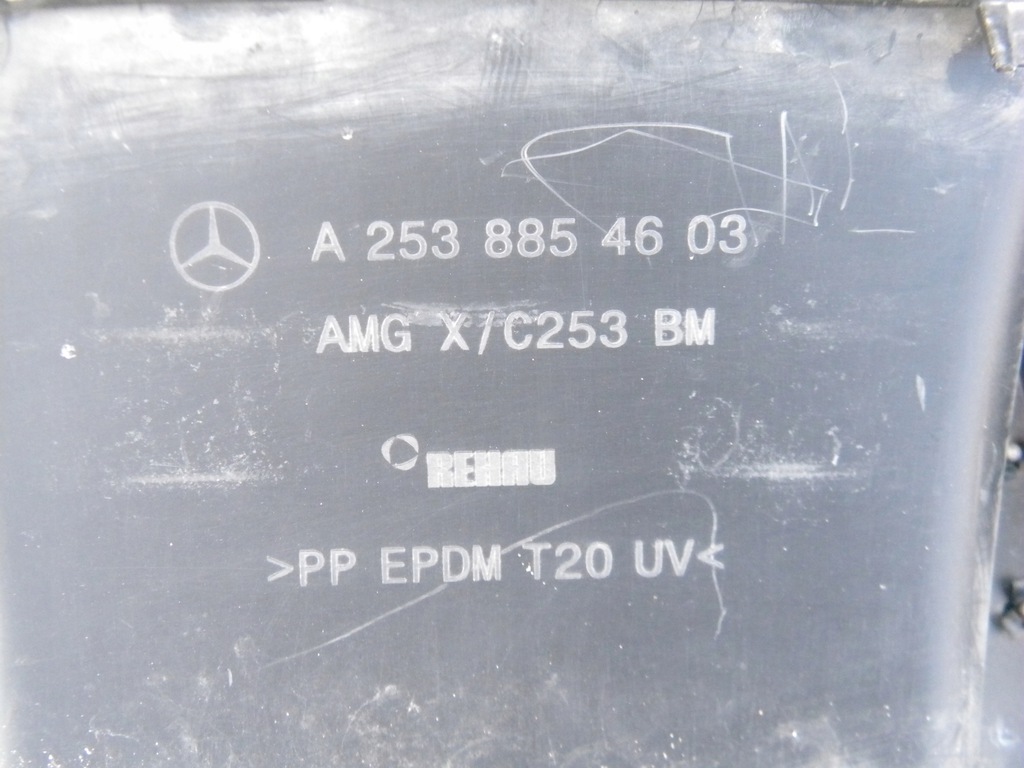 A 253 885 46 03
AMG X/C253 BM
REHAU
>PP EPDM T20 UV<